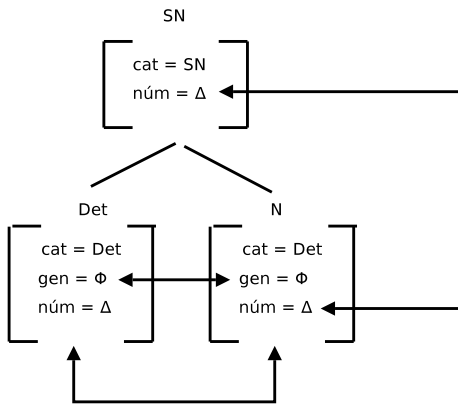 SN
cat = SN
núm = Δ
Det
cat = Det
gen = Φ
núm = Δ
N
cat = Det
gen = Φ
núm = Δ